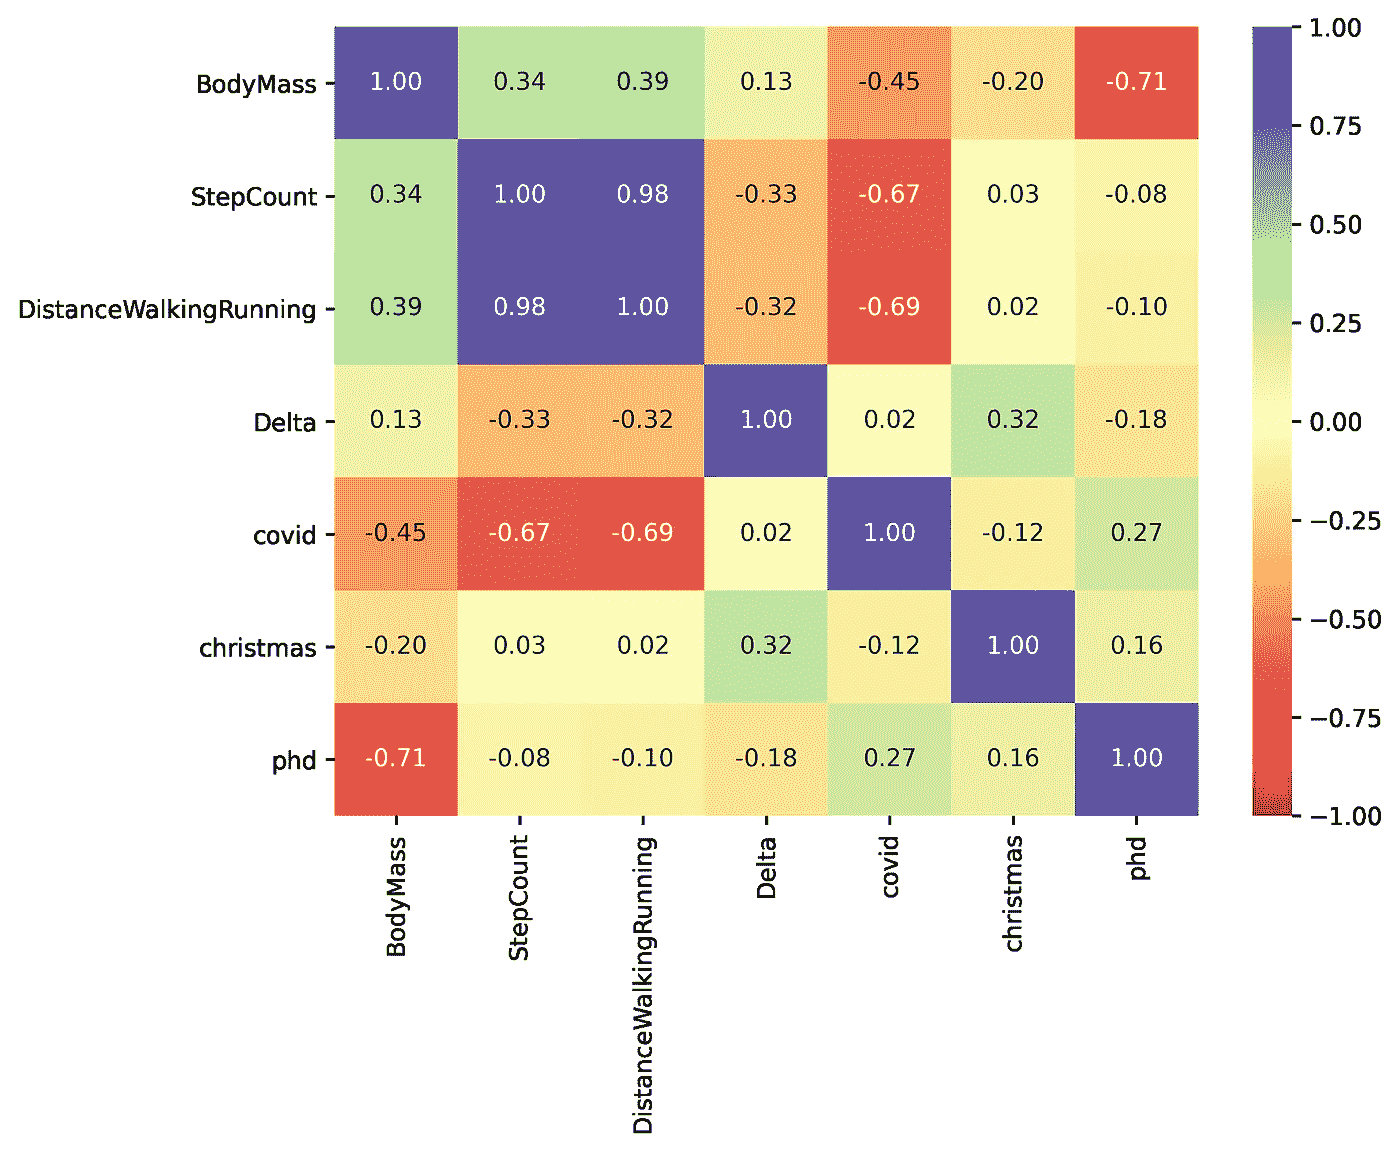 BodyMass 1.00 0.34 0.39 0.13 -0.45 -0.20 -0.71
StepCount 0.34 1.00 0.98 -0.33 -0.67 0.03 -0.08
DistanceWalkingRunning 0.39 0.98 1.00 -0.32 -0.69 0.02 -0.10
Delta 0.13 -0.33 -0.32 1.00 0.02 0.32 -0.18
covid -0.45 -0.67 -0.69 0.02 1.00 -0.12 0.27
christmas -0.20 0.03 0.02 0.32 -0.12 1.00 0.16
phd -0.71 -0.08 -0.10 -0.18 0.27 0.16 1.00
BodyMass
StepCount
DistanceWalkingRunning
Delta
covid
christmas
phd
1.00
0.75
0.50
0.25
0.00
−0.25
−0.50
−0.75
−1.00